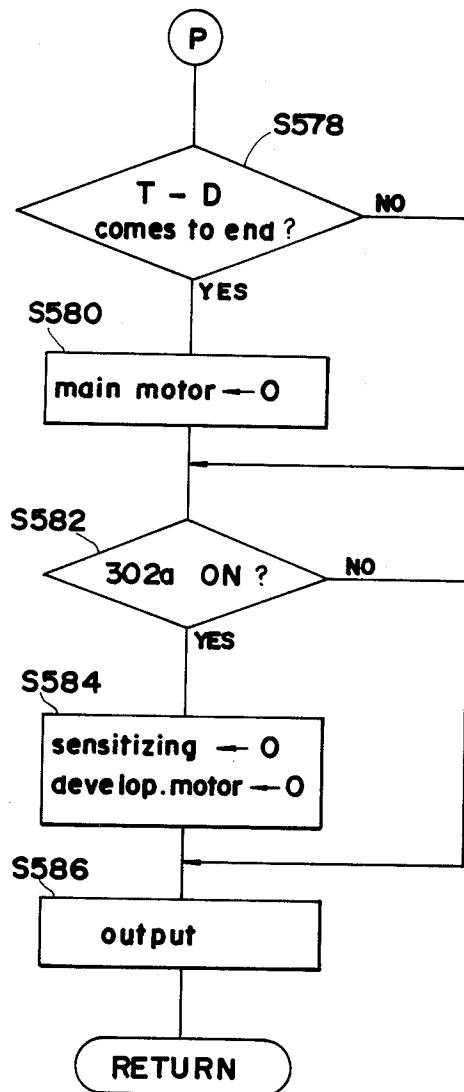 P
S578
T - D
comes to end ?
NO
YES
S580
main motor ← 0
S582
302a ON ?
NO
YES
S584
sensitizing ← 0
develop.motor ← 0
S586
output
RETURN